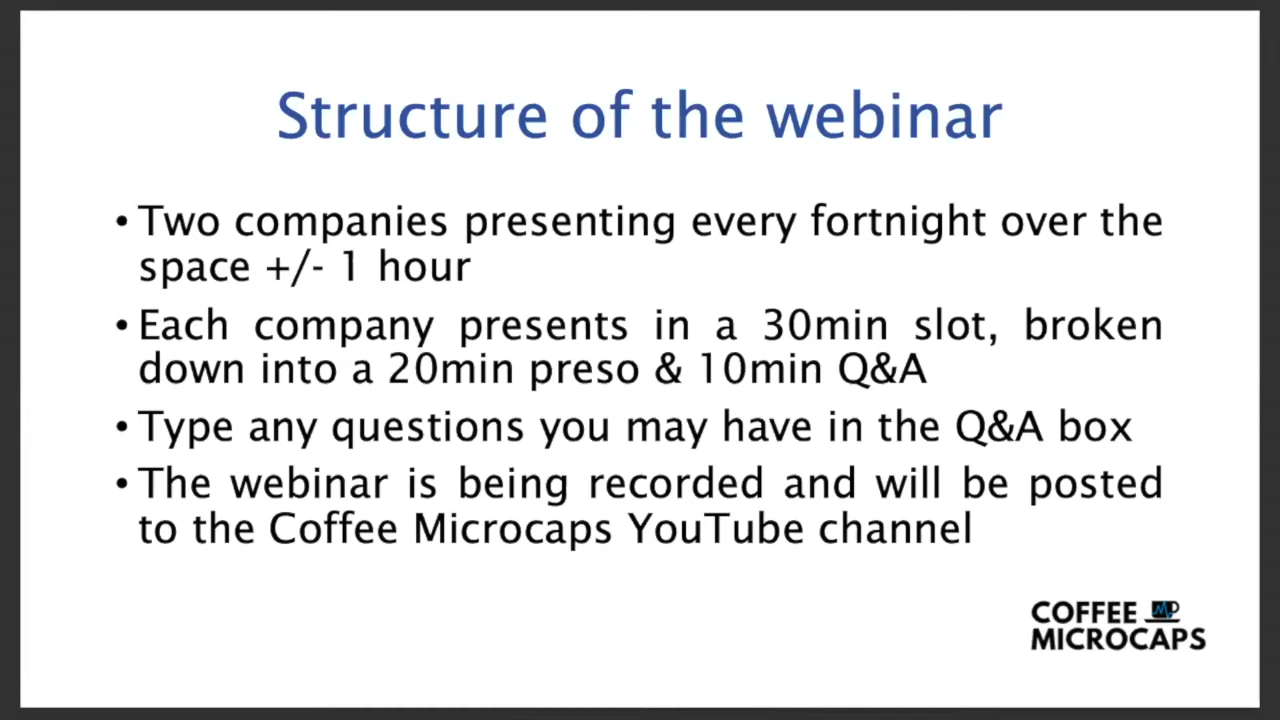 Structure of the webinar
• Two companies presenting every fortnight over the
space +/- 1 hour
• Each company presents in a 30min slot, broken
down into a 20min preso & 10min Q&A
• Type any questions you may have in the Q&A box
• The webinar is being recorded and will be posted
to the Coffee Microcaps YouTube channel
COFFEE
MICROCAPS